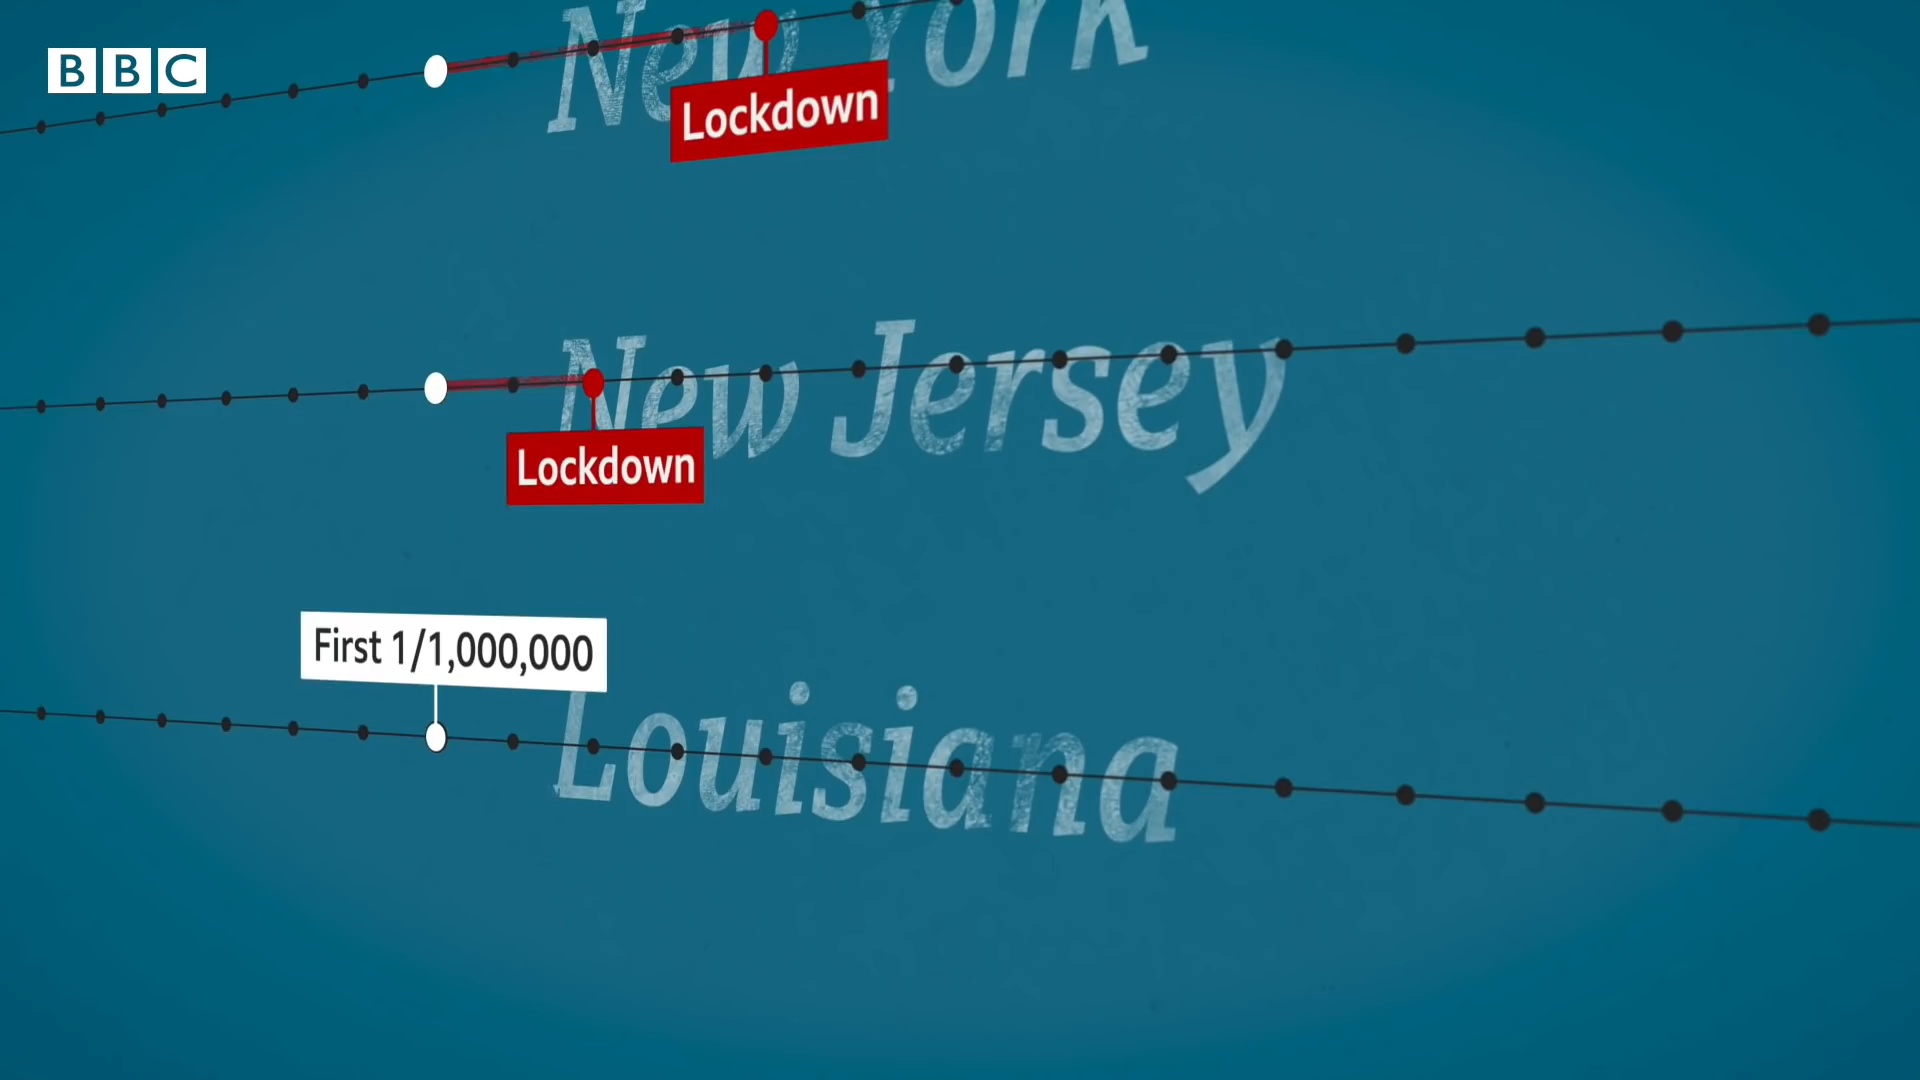 BBC
New York
Lockdown
New Jersey
Lockdown
First 1/1,000,000
Louisiana